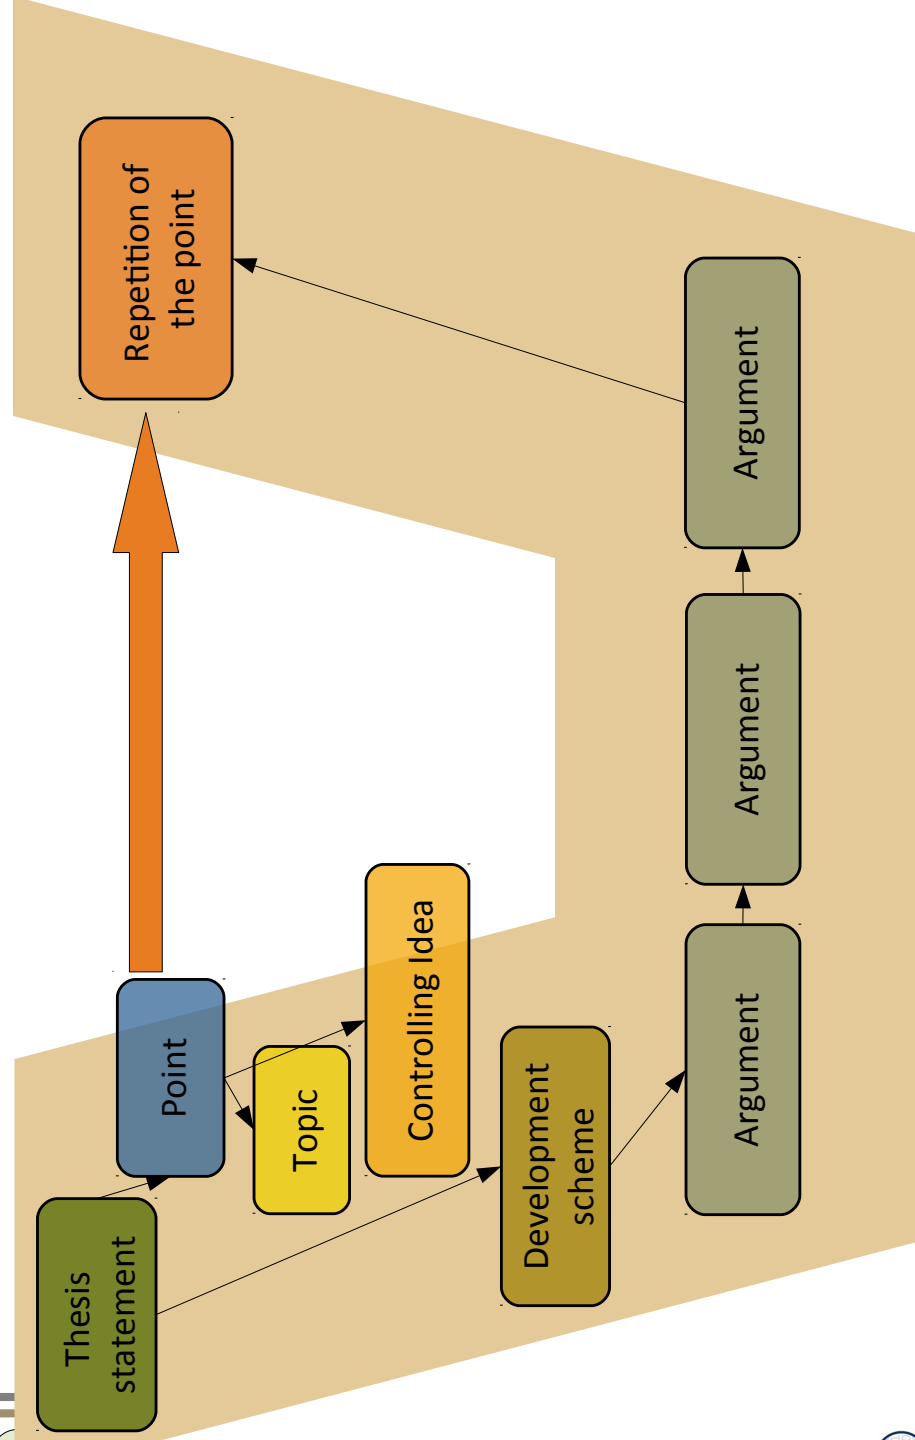 Thesis
statement
Point
Topic
Controlling Idea
Development
scheme
Argument
Argument
Argument
Repetition of
the point